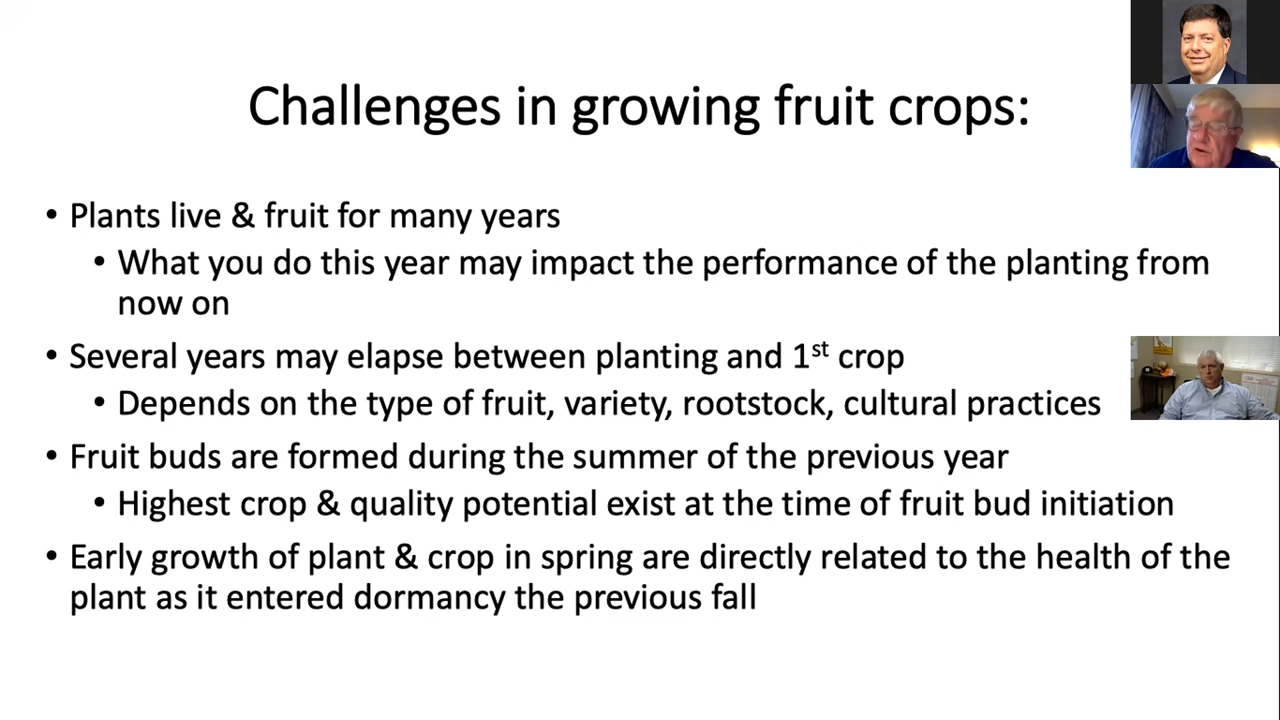 Challenges in growing fruit crops:
• Plants live & fruit for many years
• What you do this year may impact the performance of the planting from
now on
• Several years may elapse between planting and 1st crop
• Depends on the type of fruit, variety, rootstock, cultural practices
• Fruit buds are formed during the summer of the previous year
• Highest crop & quality potential exist at the time of fruit bud initiation
• Early growth of plant & crop in spring are directly related to the health of the
plant as it entered dormancy the previous fall